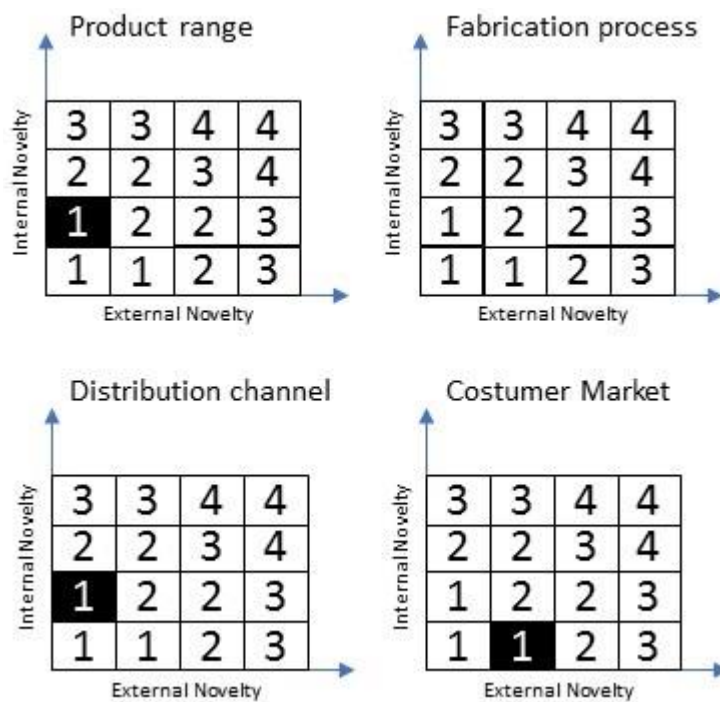 Product range
Internal Novelty
3 3 4 4
2 2 3 4
1 2 2 3
1 1 2 3
External Novelty
Fabrication process
Internal Novelty
3 3 4 4
2 2 3 4
1 2 2 3
1 1 2 3
External Novelty
Distribution channel
Internal Novelty
3 3 4 4
2 2 3 4
1 2 2 3
1 1 2 3
External Novelty
Costumer Market
Internal Novelty
3 3 4 4
2 2 3 4
1 2 2 3
1 1 2 3
External Novelty